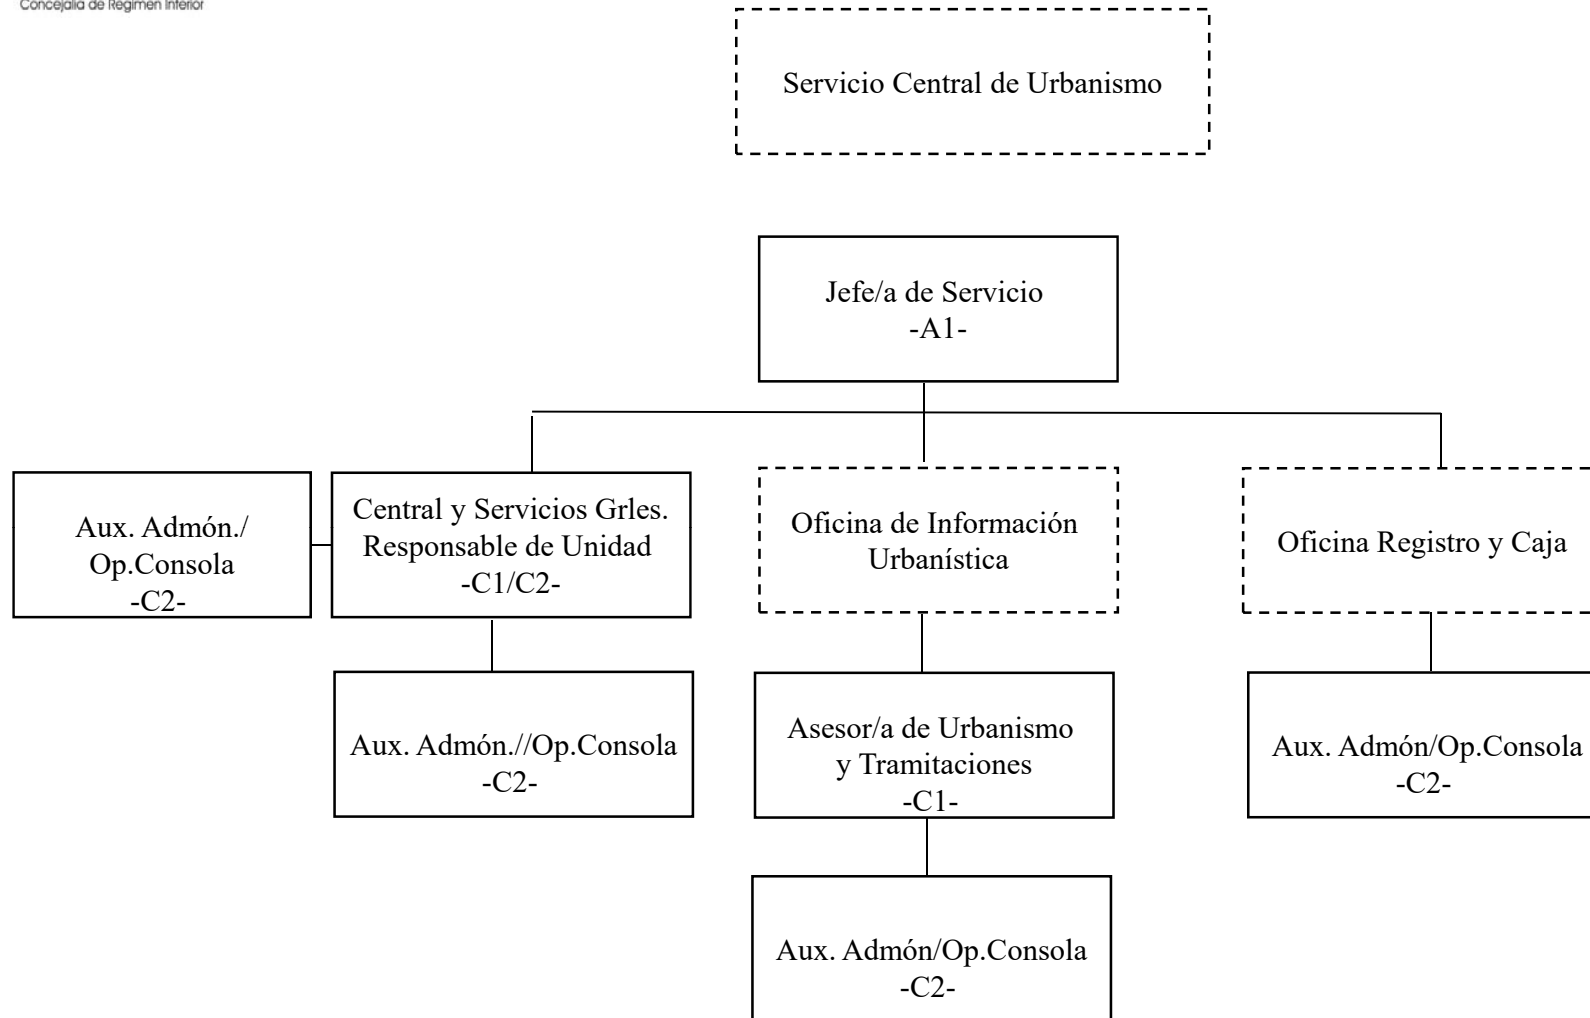 Concejalía de Régimen Interior
Servicio Central de Urbanismo
Jefe/a de Servicio
-A1-
Aux. Admón./
Op.Consola
-C2-
Central y Servicios Grles.
Responsable de Unidad
-C1/C2-
Oficina de Información
Urbanística
Oficina Registro y Caja
Aux. Admón.//Op.Consola
-C2-
Asesor/a de Urbanismo
y Tramitaciones
-C1-
Aux. Admón/Op.Consola
-C2-
Aux. Admón/Op.Consola
-C2-